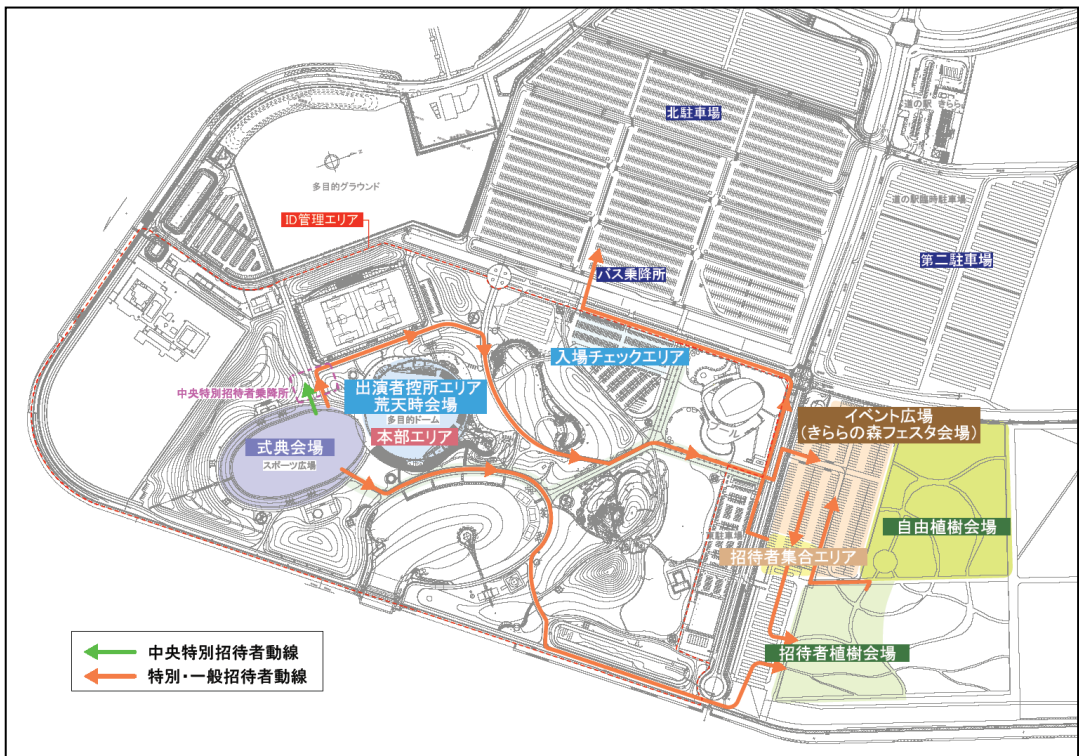 北駐車場
道の駅 きらら
多目的グラウンド
道の駅臨時駐車場
ID管理エリア
第二駐車場
バス乗降所
入場チェックエリア
中央特別招待者乗降所
出演者控所エリア
荒天時会場
多目的ドーム
本部エリア
イベント広場
(きららの森フェスタ会場)
式典会場
スポーツ広場
自由植樹会場
東駐車場
招待者集合エリア
招待者植樹会場
中央特別招待者動線
特別・一般招待者動線